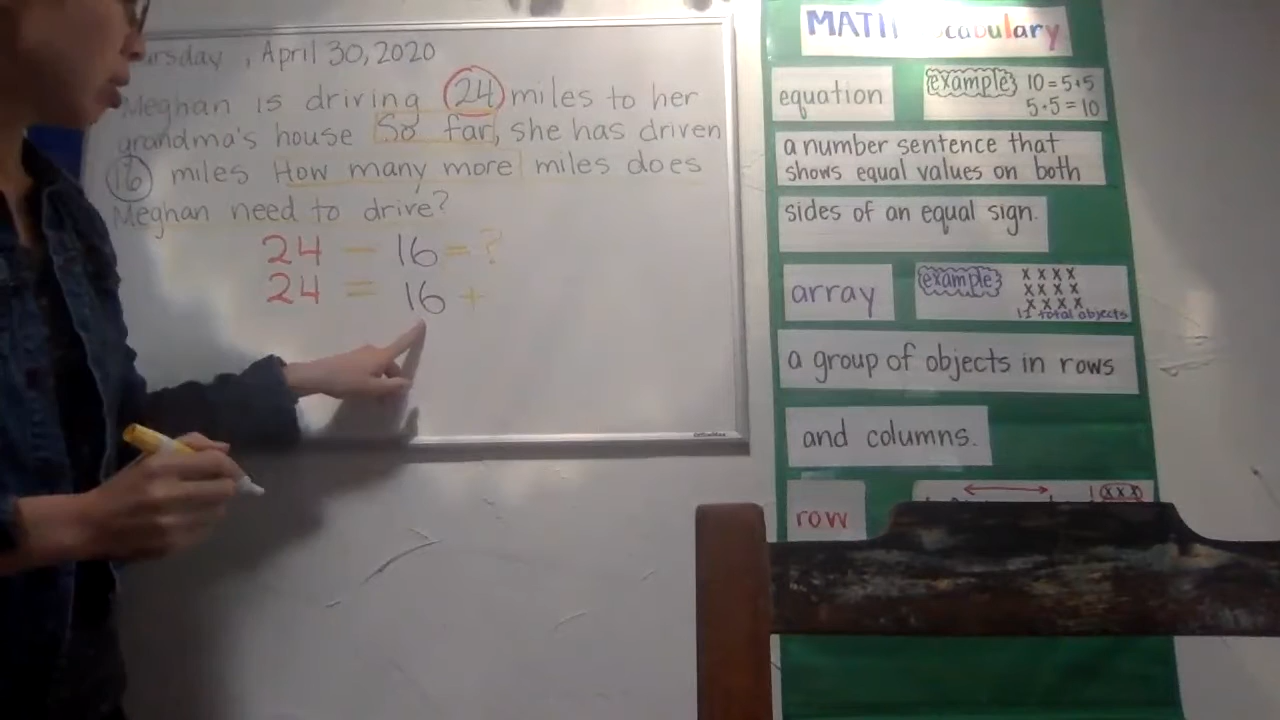 rsday , April 30, 2020
Meghan is driving 24 miles to her
grandma's house So far, she has driven
16 miles How many more miles does
Meghan need to drive?
24 - 16 = ?
24 = 16 +
MATH Vocabulary
equation
example 10 = 5+5
5+5 = 10
a number sentence that
shows equal values on both
sides of an equal sign.
array
example x x x x
x x x x
x x x x
12 total objects
a group of objects in rows
and columns.
row
x x x